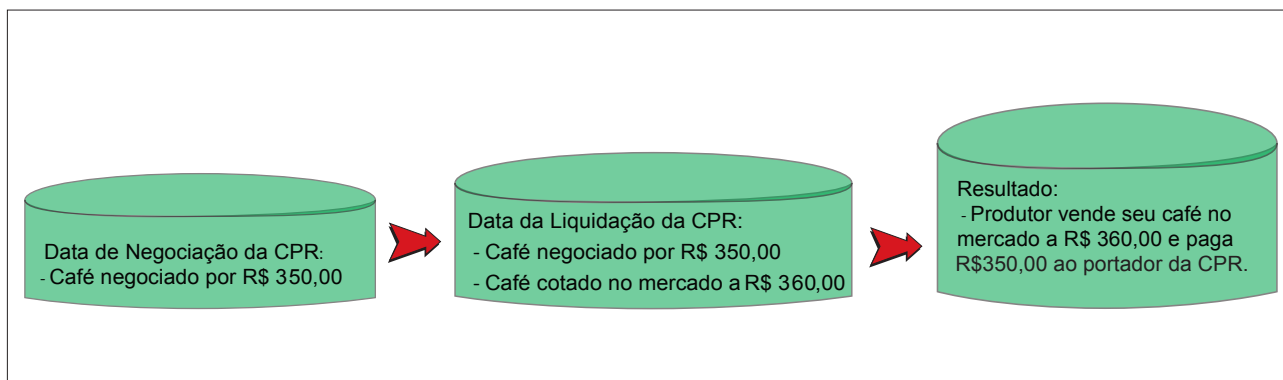 Data de Negociação da CPR:
- Café negociado por R$ 350,00
Data da Liquidação da CPR:
- Café negociado por R$ 350,00
- Café cotado no mercado a R$ 360,00
Resultado:
- Produtor vende seu café no
mercado a R$ 360,00 e paga
R$350,00 ao portador da CPR.